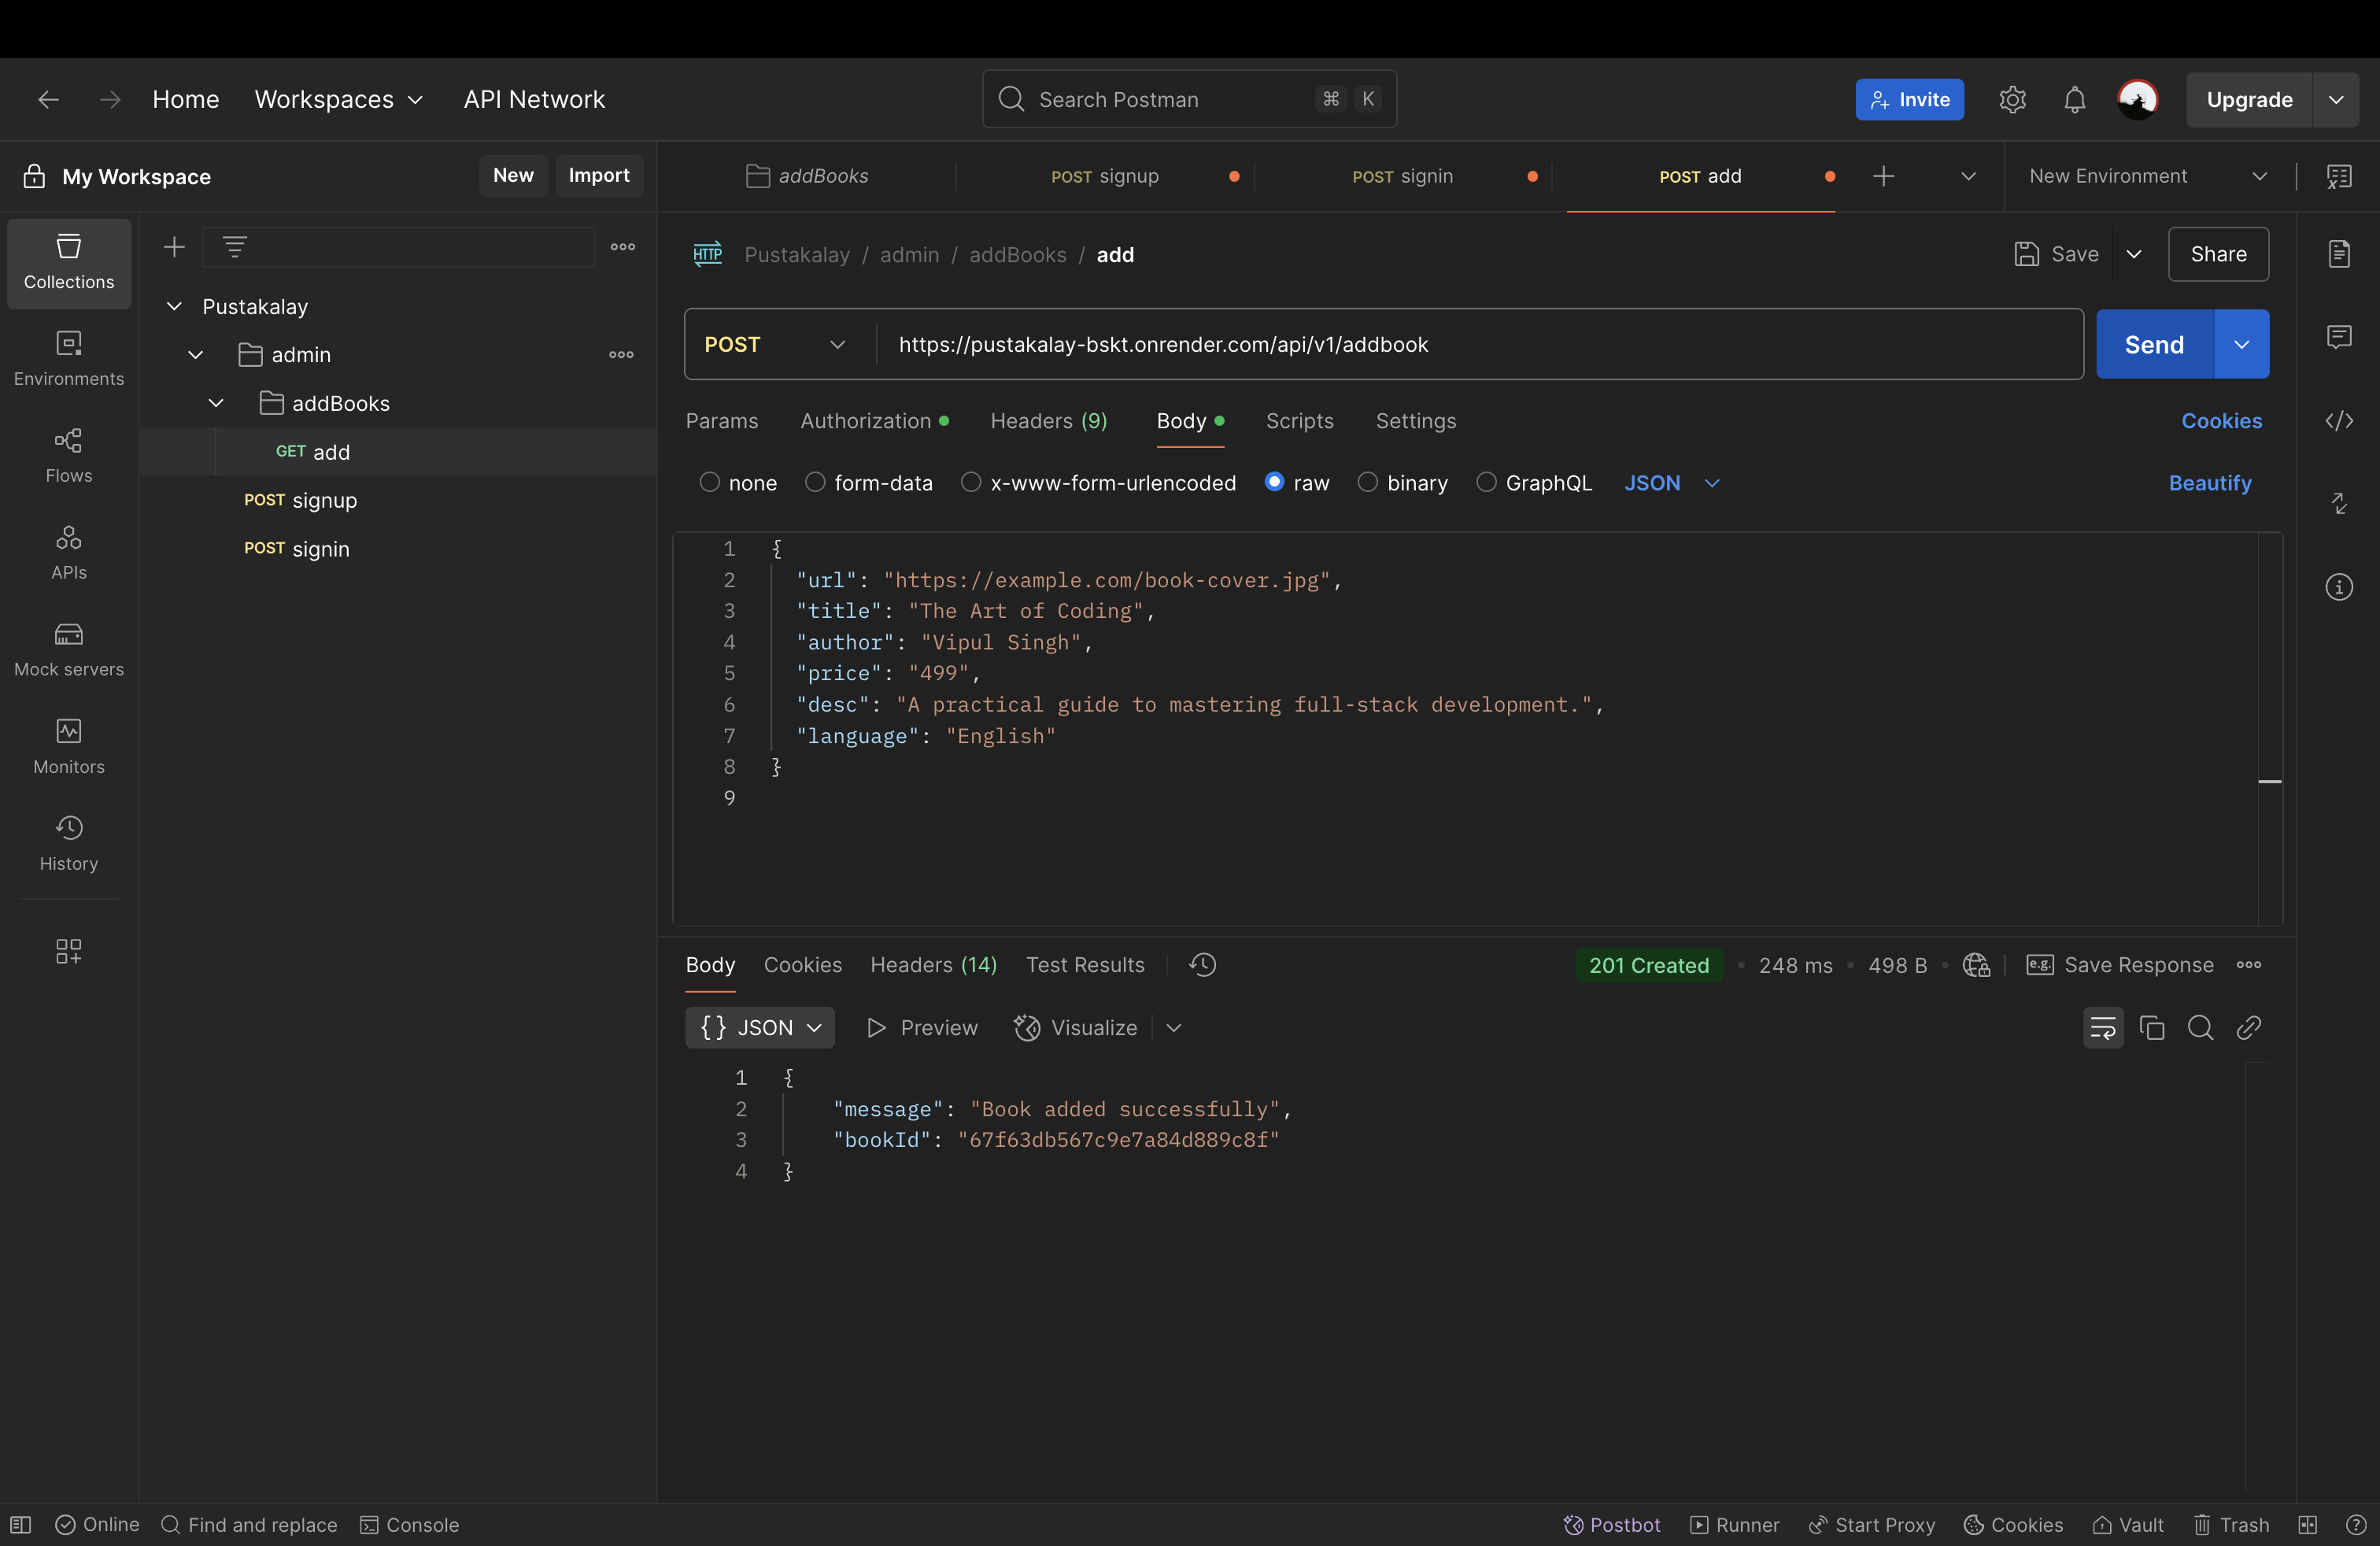 Home Workspaces API Network Search Postman ⌘ K Invite Upgrade
My Workspace New Import addBooks POST signup POST signin POST add New Environment
Collections
Environments
Flows
APIs
Mock servers
Monitors
History
Pustakalay
admin
addBooks
GET add
POST signup
POST signin
HTTP Pustakalay / admin / addBooks / add Save Share
POST https://pustakalay-bskt.onrender.com/api/v1/addbook Send
Params Authorization Headers (9) Body Scripts Settings Cookies
none form-data x-www-form-urlencoded raw binary GraphQL JSON Beautify
1 {
2 "url": "https://example.com/book-cover.jpg",
3 "title": "The Art of Coding",
4 "author": "Vipul Singh",
5 "price": "499",
6 "desc": "A practical guide to mastering full-stack development.",
7 "language": "English"
8 }
9
Body Cookies Headers (14) Test Results 201 Created • 248 ms • 498 B • e.g. Save Response
{} JSON Preview Visualize
1 {
2 "message": "Book added successfully",
3 "bookId": "67f63db567c9e7a84d889c8f"
4 }
Online Find and replace Console Postbot Runner Start Proxy Cookies Vault Trash